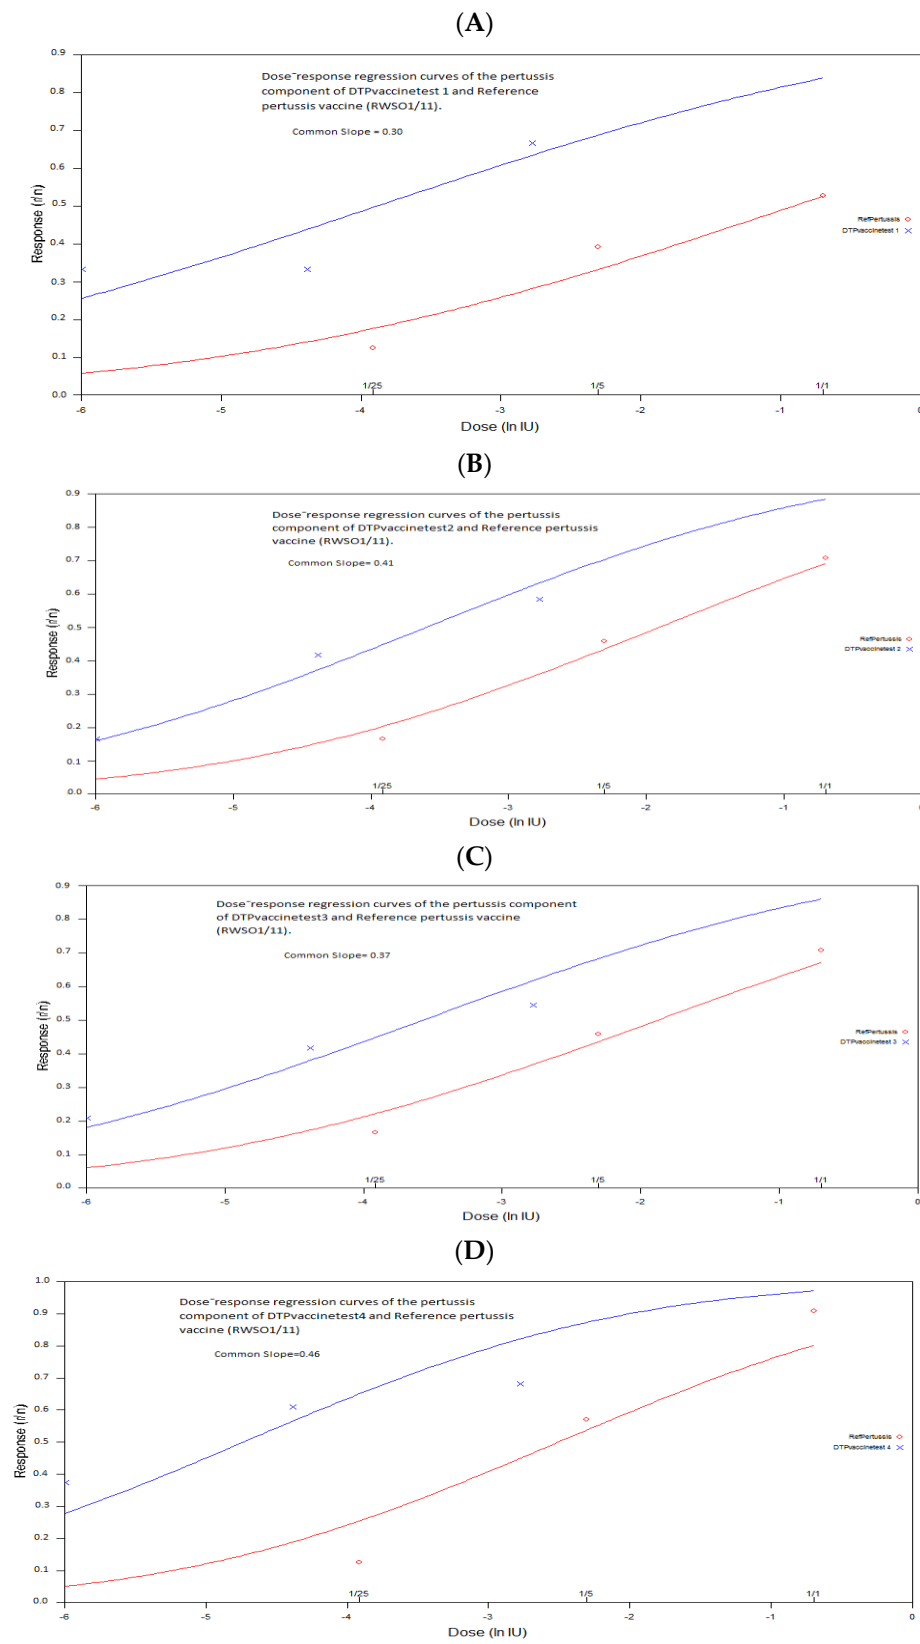 (A)
Dose¯response regression curves of the pertussis
component of DTPvaccinetest 1 and Reference
pertussis vaccine (RWSO1/11).
Common Slope = 0.30
Response (r/n)
0.9
0.8
0.7
0.6
0.5
0.4
0.3
0.2
0.1
0.0
RefPertussis
DTPvaccinetest 1
1/25 1/5 1/1
-6 -5 -4 -3 -2 -1 0
Dose (ln IU)
(B)
Dose¯response regression curves of the pertussis
component of DTPvaccinetest2 and Reference pertussis
vaccine (RWSO1/11).
Common Slope= 0.41
Response (r/n)
0.9
0.8
0.7
0.6
0.5
0.4
0.3
0.2
0.1
0.0
RefPertussis
DTPvaccinetest 2
1/25 1/5 1/1
-6 -5 -4 -3 -2 -1 0
Dose (ln IU)
(C)
Dose¯response regression curves of the pertussis component
of DTPvaccinetest3 and Reference pertussis vaccine
(RWSO1/11).
Common Slope= 0.37
Response (r/n)
0.9
0.8
0.7
0.6
0.5
0.4
0.3
0.2
0.1
0.0
RefPertussis
DTPvaccinetest 3
1/25 1/5 1/1
-6 -5 -4 -3 -2 -1 0
Dose (ln IU)
(D)
Dose¯response regression curves of the pertussis
component of DTPvaccinetest4 and Reference pertussis
vaccine (RWSO1/11)
Common Slope=0.46
Response (r/n)
1.0
0.9
0.8
0.7
0.6
0.5
0.4
0.3
0.2
0.1
0.0
RefPertussis
DTPvaccinetest 4
1/25 1/5 1/1
-6 -5 -4 -3 -2 -1 0
Dose (ln IU)